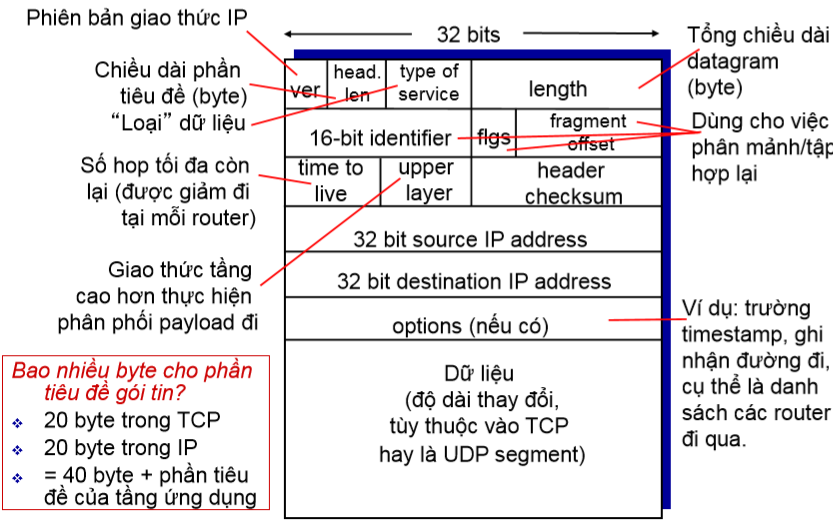 Phiên bản giao thức IP
32 bits
Tổng chiều dài
datagram
(byte)
Chiều dài phần
tiêu đề (byte)
“Loại” dữ liệu
ver
head.
len
type of
service
length
16-bit identifier
flgs
fragment
offset
Dùng cho việc
phân mảnh/tập
hợp lại
Số hop tối đa còn
lại (được giảm đi
tại mỗi router)
time to
live
upper
layer
header
checksum
32 bit source IP address
Giao thức tầng
cao hơn thực hiện
phân phối payload đi
32 bit destination IP address
options (nếu có)
Ví dụ: trường
timestamp, ghi
nhận đường đi,
cụ thể là danh
sách các router
đi qua.
Dữ liệu
(độ dài thay đổi,
tùy thuộc vào TCP
hay là UDP segment)
Bao nhiều byte cho phần
tiêu đề gói tin?
20 byte trong TCP
20 byte trong IP
= 40 byte + phần tiêu
đề của tầng ứng dụng